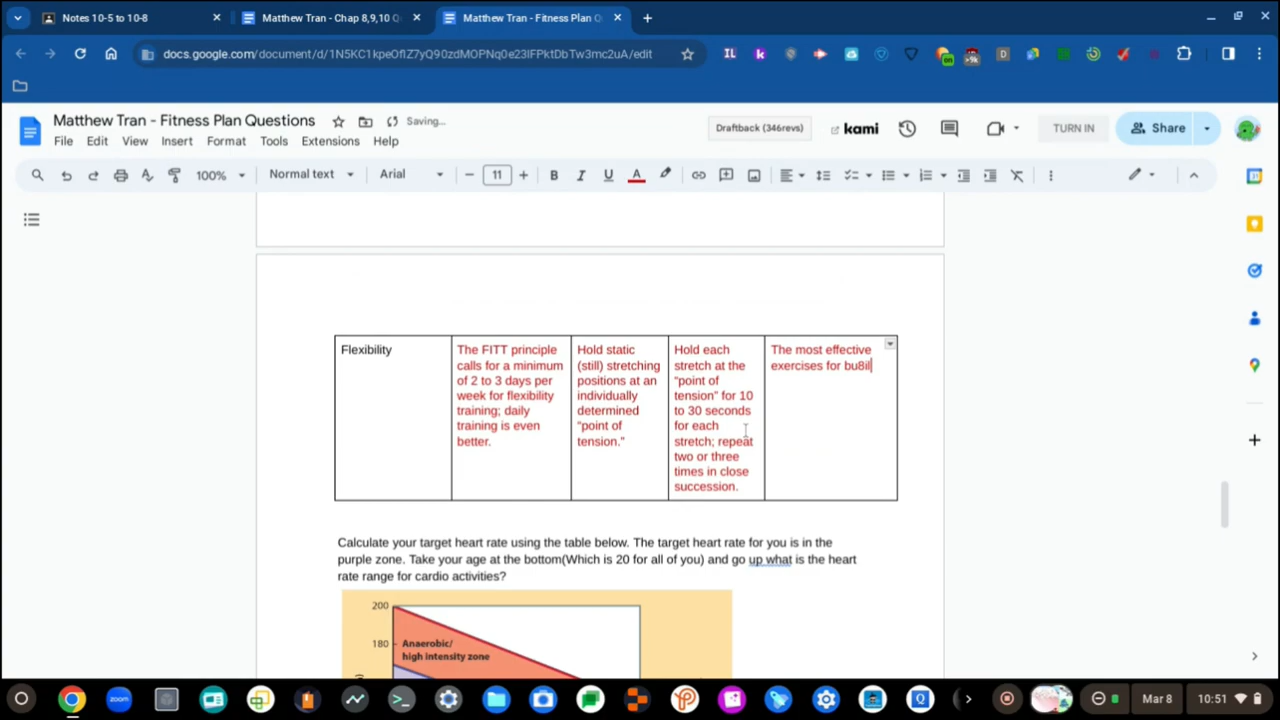 Notes 10-5 to 10-8
Matthew Tran - Chap 8,9,10 Q
Matthew Tran - Fitness Plan Q
docs.google.com/document/d/1N5KC1kpeOfIZ7yQ90zdMOPNq0e23IFPktDbTw3mc2uA/edit
Matthew Tran - Fitness Plan Questions
Saving...
Draftback (346revs)
kami
TURN IN
Share
File Edit View Insert Format Tools Extensions Help
100% Normal text Arial 11
Flexibility
The FITT principle
calls for a minimum
of 2 to 3 days per
week for flexibility
training; daily
training is even
better.
Hold static
(still) stretching
positions at an
individually
determined
“point of
tension.”
Hold each
stretch at the
“point of
tension” for 10
to 30 seconds
for each
stretch; repeat
two or three
times in close
succession.
The most effective
exercises for bu8il
Calculate your target heart rate using the table below. The target heart rate for you is in the
purple zone. Take your age at the bottom(Which is 20 for all of you) and go up what is the heart
rate range for cardio activities?
200
180
Anaerobic/
high intensity zone
Mar 8
10:51